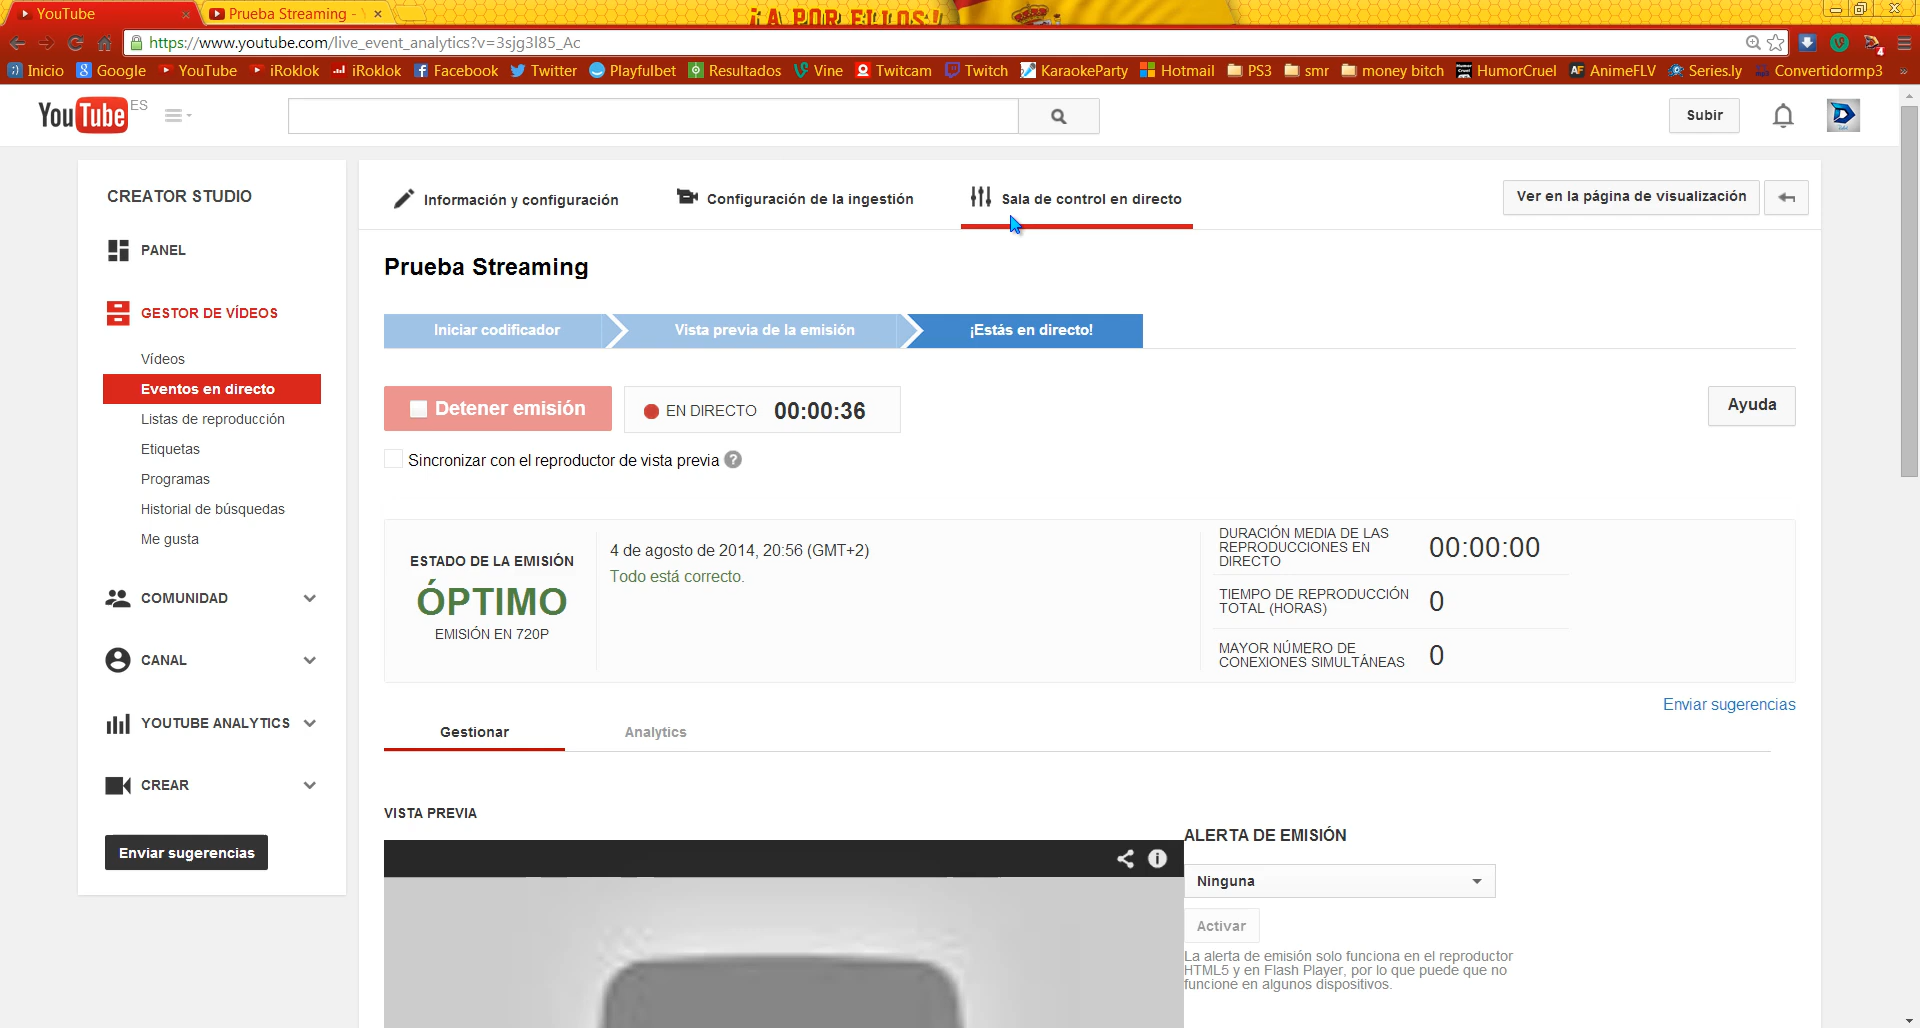 YouTube
Prueba Streaming -
¡¡A POR ELLOS!!
https://www.youtube.com/live_event_analytics?v=3sjg3l85_Ac
Inicio Google YouTube iRoklok iRoklok Facebook Twitter Playfulbet Resultados Vine Twitcam Twitch KaraokeParty Hotmail PS3 smr money bitch HumorCruel AnimeFLV Series.ly Convertidormp3 »
YouTube ES
Subir
CREATOR STUDIO
PANEL
GESTOR DE VÍDEOS
Vídeos
Eventos en directo
Listas de reproducción
Etiquetas
Programas
Historial de búsquedas
Me gusta
COMUNIDAD
CANAL
YOUTUBE ANALYTICS
CREAR
Enviar sugerencias
Información y configuración
Configuración de la ingestión
Sala de control en directo
Ver en la página de visualización
Prueba Streaming
Iniciar codificador
Vista previa de la emisión
¡Estás en directo!
Detener emisión
EN DIRECTO 00:00:36
Ayuda
Sincronizar con el reproductor de vista previa ?
ESTADO DE LA EMISIÓN
ÓPTIMO
EMISIÓN EN 720P
4 de agosto de 2014, 20:56 (GMT+2)
Todo está correcto.
DURACIÓN MEDIA DE LAS
REPRODUCCIONES EN
DIRECTO
00:00:00
TIEMPO DE REPRODUCCIÓN
TOTAL (HORAS)
0
MAYOR NÚMERO DE
CONEXIONES SIMULTÁNEAS
0
Enviar sugerencias
Gestionar
Analytics
VISTA PREVIA
ALERTA DE EMISIÓN
Ninguna
Activar
La alerta de emisión solo funciona en el reproductor
HTML5 y en Flash Player, por lo que puede que no
funcione en algunos dispositivos.